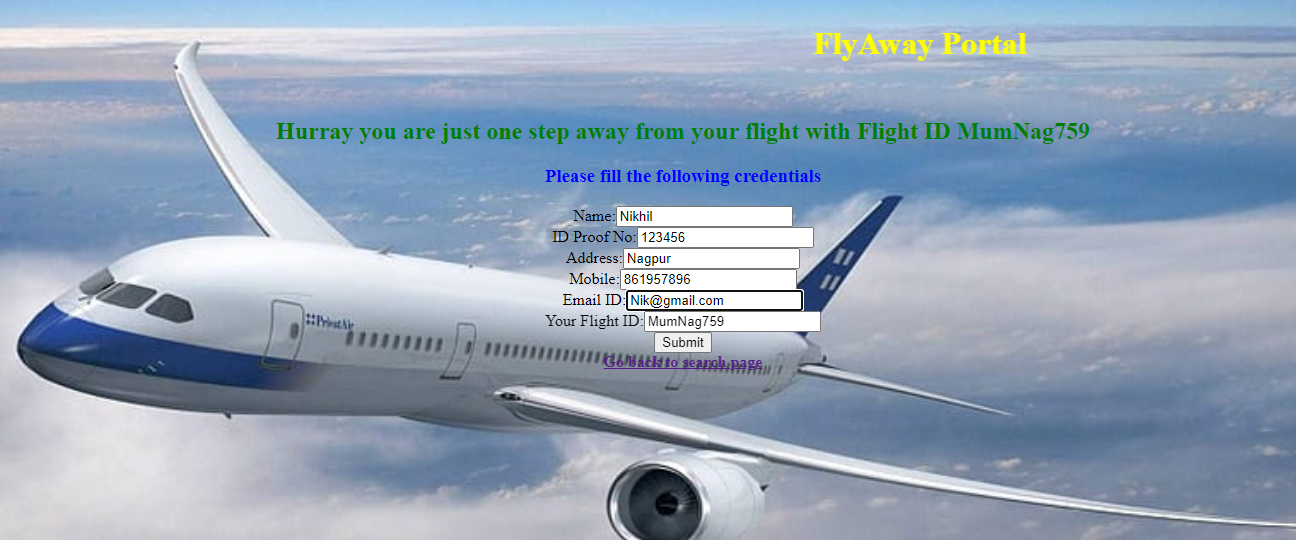 FlyAway Portal
Hurray you are just one step away from your flight with Flight ID MumNag759
Please fill the following credentials
Name: Nikhil
ID Proof No: 123456
Address: Nagpur
Mobile: 861957896
Email ID: Nik@gmail.com
PrivatAir
Your Flight ID: MumNag759
Submit
Go back to search page